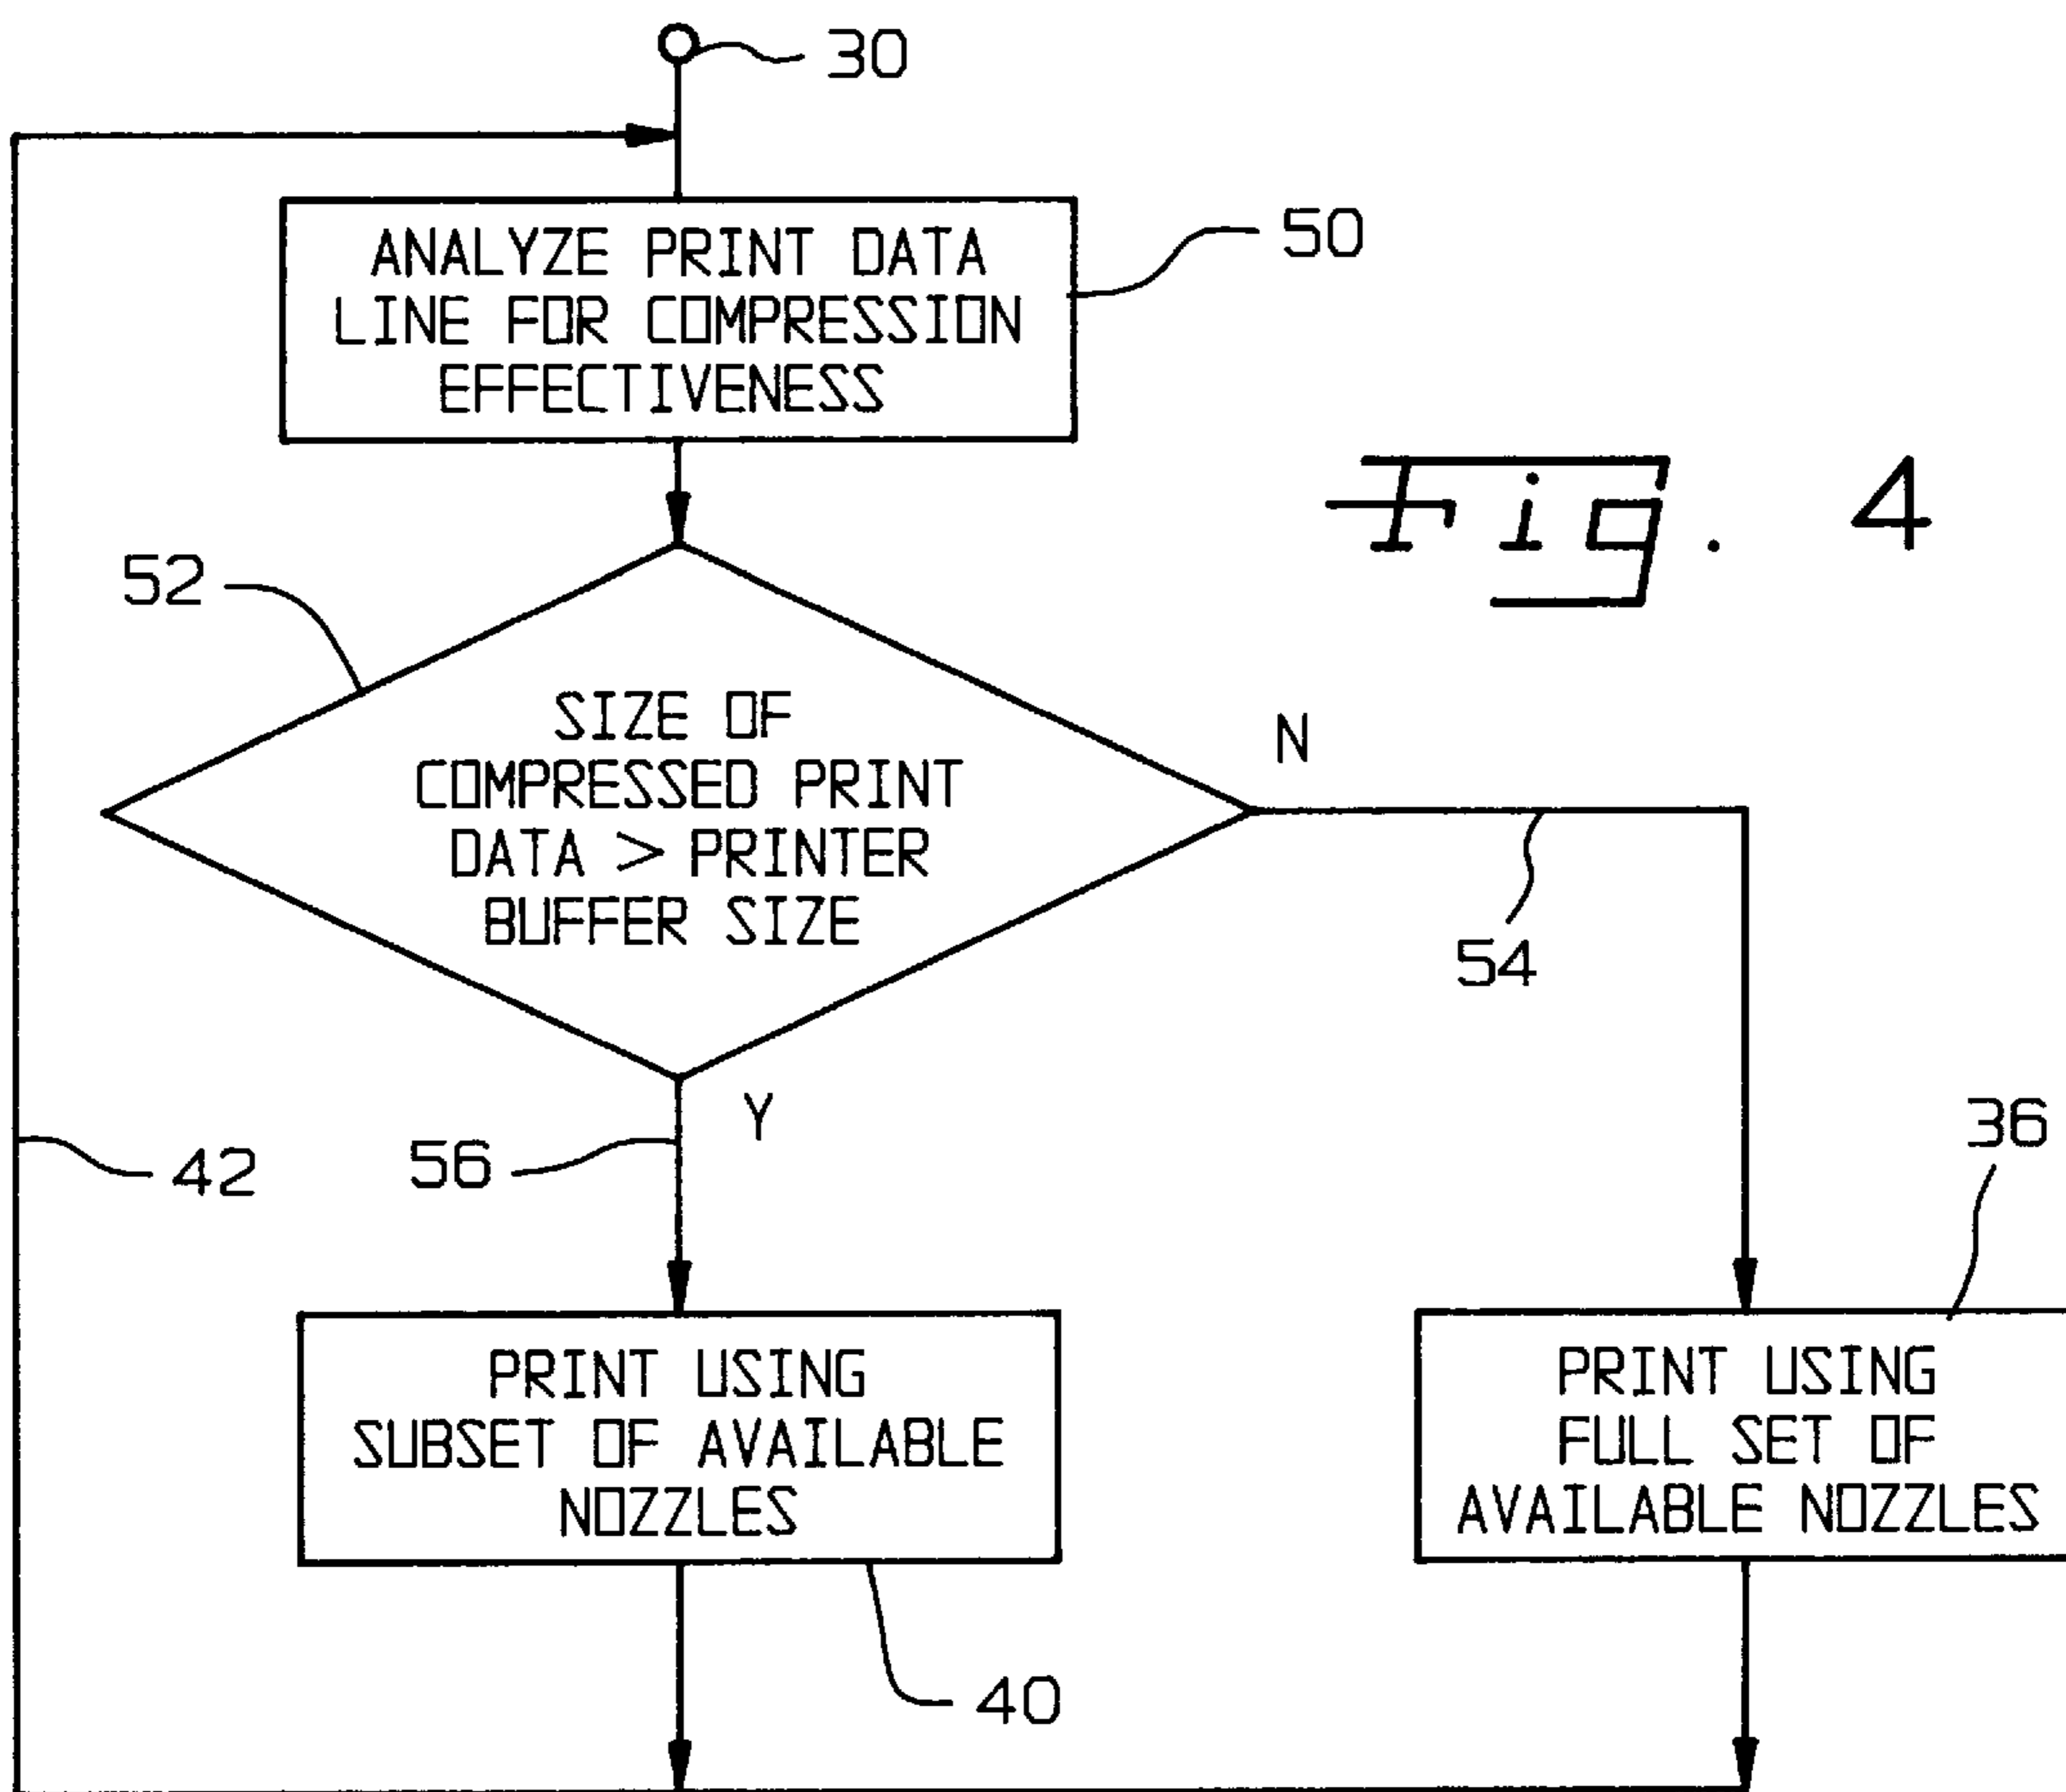 30
ANALYZE PRINT DATA
LINE FOR COMPRESSION
EFFECTIVENESS
50
Fig. 4
52
SIZE OF
COMPRESSED PRINT
DATA > PRINTER
BUFFER SIZE
N
54
Y
56
42
36
PRINT USING
SUBSET OF AVAILABLE
NOZZLES
PRINT USING
FULL SET OF
AVAILABLE NOZZLES
40